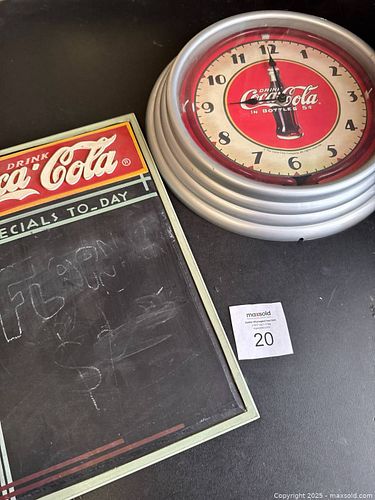 DRINK
Coca-Cola ®
ECIALS TO-DAY
12
1
2
3
4
5
6
7
8
9
10
11
DRINK
Coca-Cola
IN BOTTLES 5¢
maxsold
20
Copyright 2025 - maxsold.com